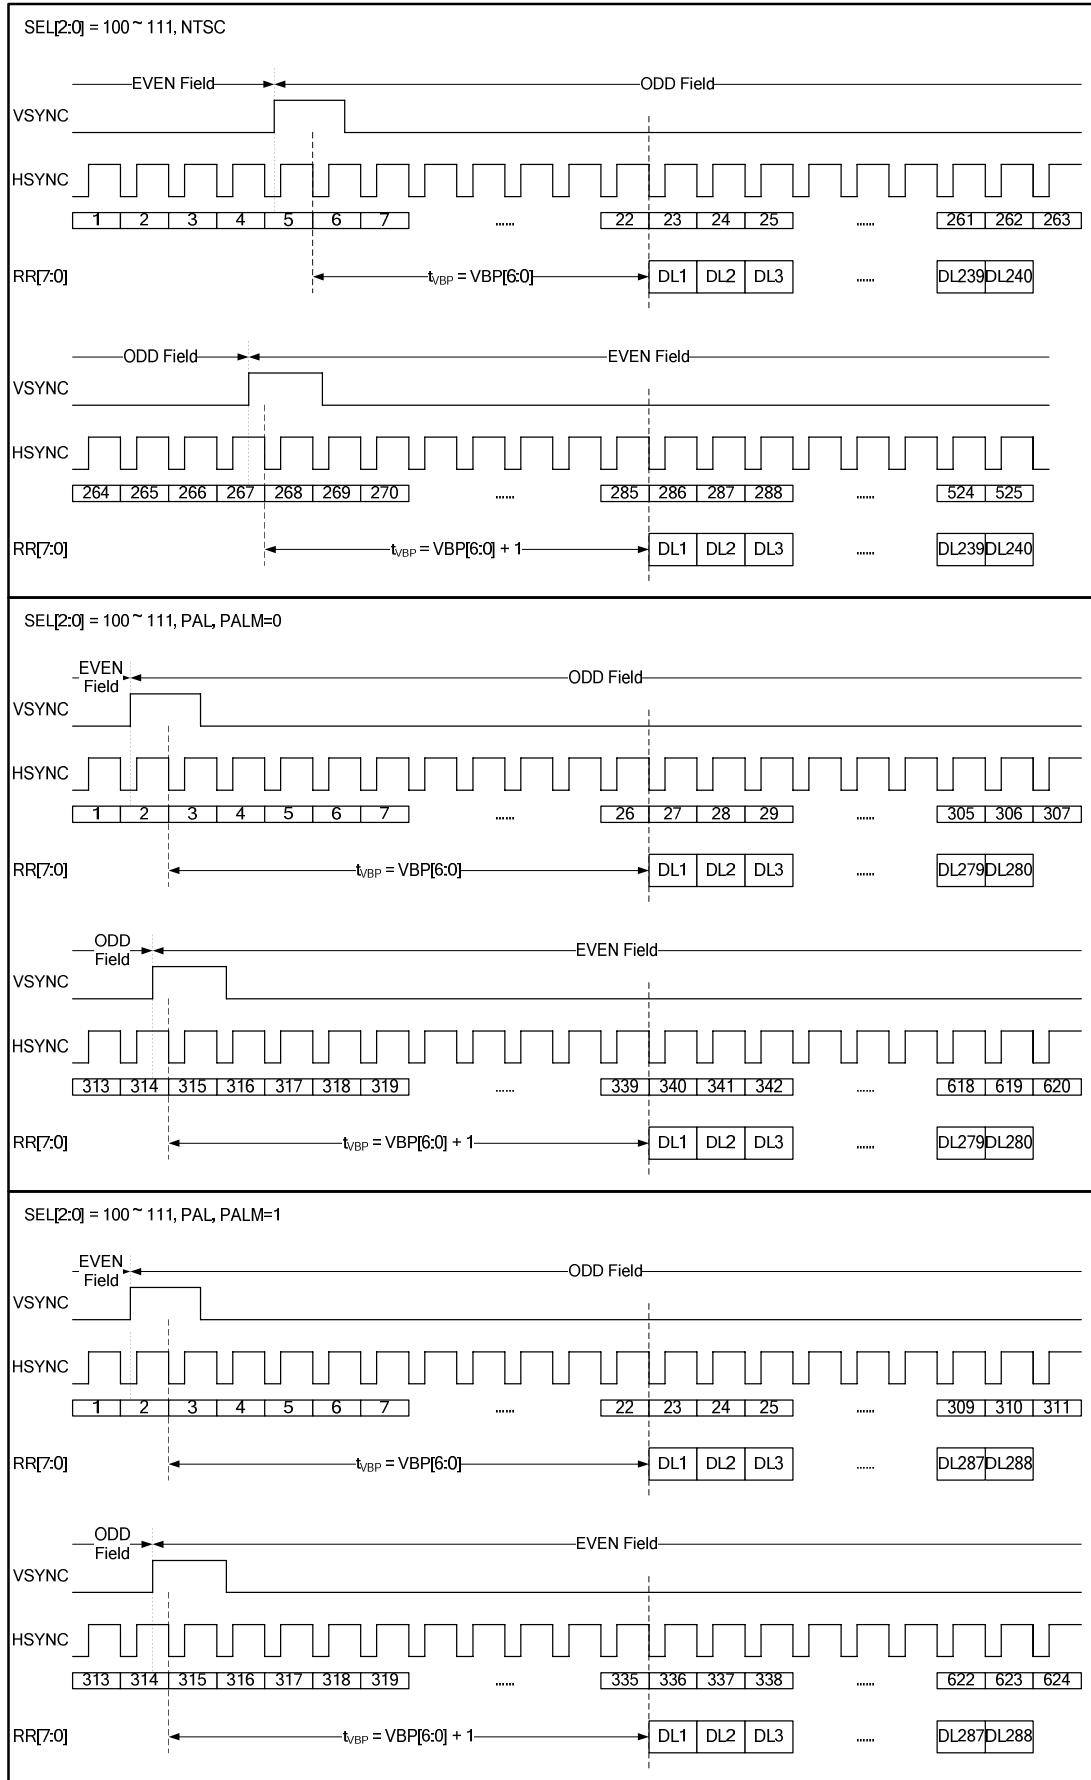 SEL[2:0] = 100 ~ 111, NTSC
EVEN Field ODD Field
VSYNC
HSYNC
1 2 3 4 5 6 7 ...... 22 23 24 25 ...... 261 262 263
RR[7:0] tVBP = VBP[6:0] DL1 DL2 DL3 ...... DL239 DL240
ODD Field EVEN Field
VSYNC
HSYNC
264 265 266 267 268 269 270 ...... 285 286 287 288 ...... 524 525
RR[7:0] tVBP = VBP[6:0] + 1 DL1 DL2 DL3 ...... DL239 DL240
SEL[2:0] = 100 ~ 111, PAL, PALM=0
EVEN Field ODD Field
VSYNC
HSYNC
1 2 3 4 5 6 7 ...... 26 27 28 29 ...... 305 306 307
RR[7:0] tVBP = VBP[6:0] DL1 DL2 DL3 ...... DL279 DL280
ODD Field EVEN Field
VSYNC
HSYNC
313 314 315 316 317 318 319 ...... 339 340 341 342 ...... 618 619 620
RR[7:0] tVBP = VBP[6:0] + 1 DL1 DL2 DL3 ...... DL279 DL280
SEL[2:0] = 100 ~ 111, PAL, PALM=1
EVEN Field ODD Field
VSYNC
HSYNC
1 2 3 4 5 6 7 ...... 22 23 24 25 ...... 309 310 311
RR[7:0] tVBP = VBP[6:0] DL1 DL2 DL3 ...... DL287 DL288
ODD Field EVEN Field
VSYNC
HSYNC
313 314 315 316 317 318 319 ...... 335 336 337 338 ...... 622 623 624
RR[7:0] tVBP = VBP[6:0] + 1 DL1 DL2 DL3 ...... DL287 DL288